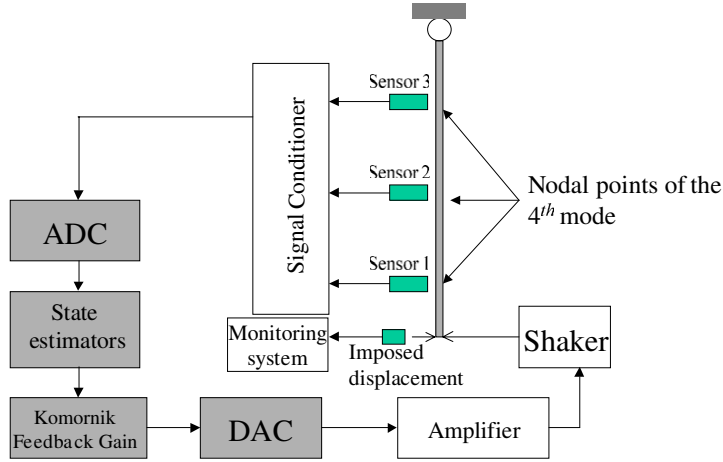 Sensor 3
Signal Conditioner
Sensor 2
Nodal points of the
4th mode
ADC
Sensor 1
State
estimators
Monitoring
system
Imposed
displacement
Shaker
Komornik
Feedback Gain
DAC
Amplifier